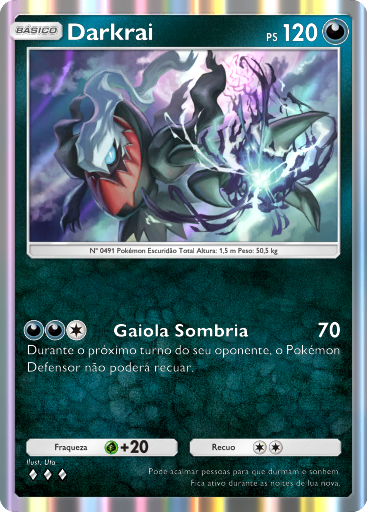 BÁSICO Darkrai PS 120
Nº 0491 Pokémon Escuridão Total Altura: 1,5 m Peso: 50,5 kg
Gaiola Sombria 70
Durante o próximo turno do seu oponente, o Pokémon
Defensor não poderá recuar.
Fraqueza +20 Recuo
Ilust. Uta
Pode acalmar pessoas para que durmam e sonhem.
Fica ativo durante as noites de lua nova.